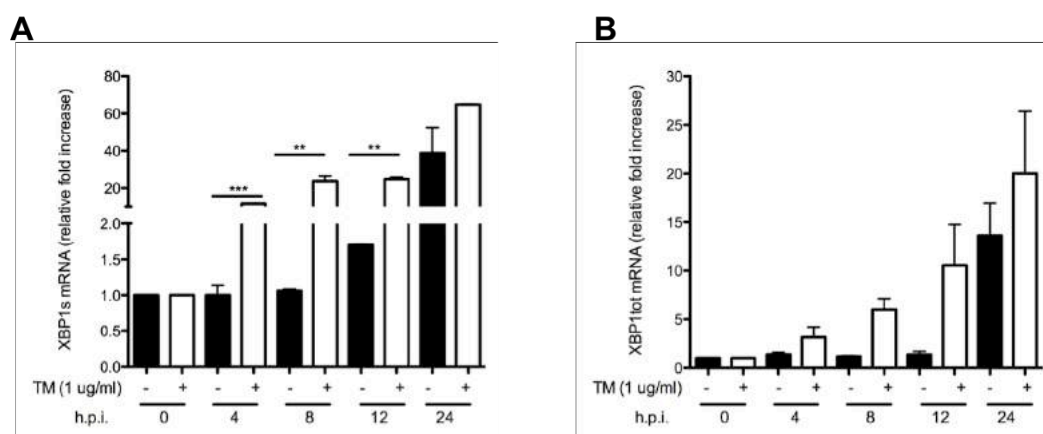 A
XBP1s mRNA (relative fold increase)
80
60
40
20
2.0
1.5
1.0
0.5
0.0
***
**
**
TM (1 ug/ml) - + - + - + - + - +
h.p.i. 0 4 8 12 24
B
XBP1tot mRNA (relative fold increase)
30
25
20
15
10
5
0
TM (1 ug/ml) - + - + - + - + - +
h.p.i. 0 4 8 12 24